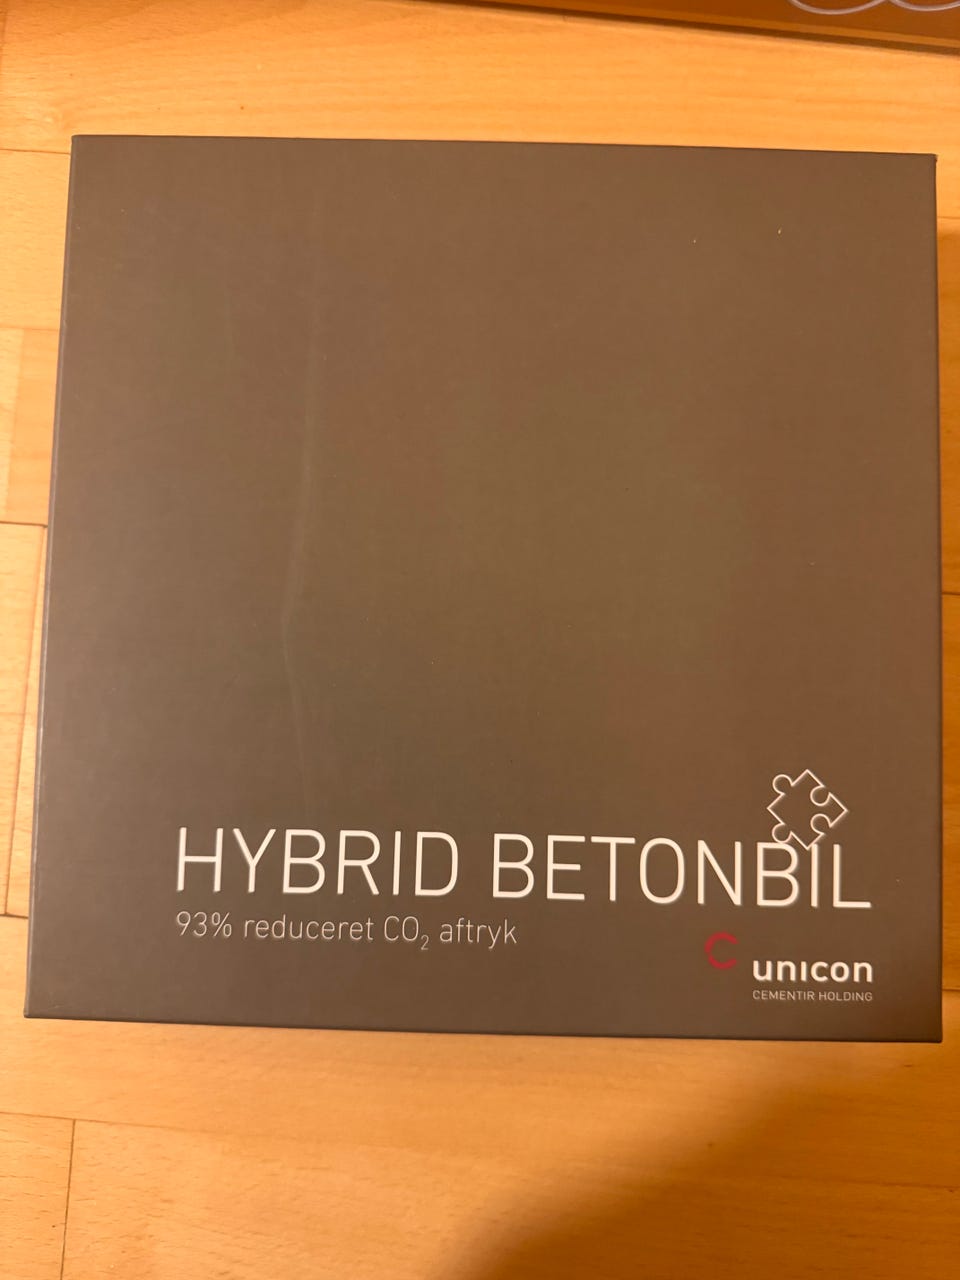 HYBRID BETONBIL
93% reduceret CO₂ aftryk
unicon
CEMENTIR HOLDING